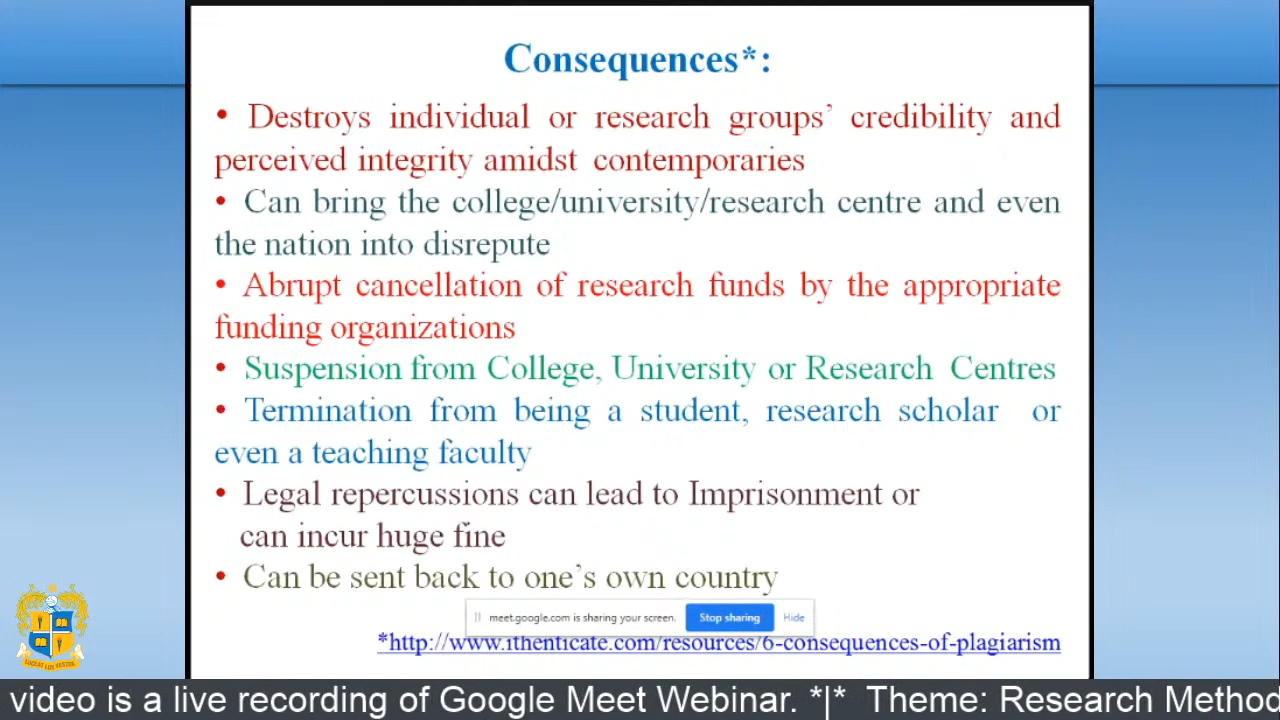 Consequences*:
• Destroys individual or research groups' credibility and
perceived integrity amidst contemporaries
• Can bring the college/university/research centre and even
the nation into disrepute
• Abrupt cancellation of research funds by the appropriate
funding organizations
• Suspension from College, University or Research Centres
• Termination from being a student, research scholar or
even a teaching faculty
• Legal repercussions can lead to Imprisonment or
can incur huge fine
• Can be sent back to one's own country
meet.google.com is sharing your screen. Stop sharing Hide
*http://www.ithenticate.com/resources/6-consequences-of-plagiarism
LUCEAT LUX VESTRA
video is a live recording of Google Meet Webinar. *|* Theme: Research Method